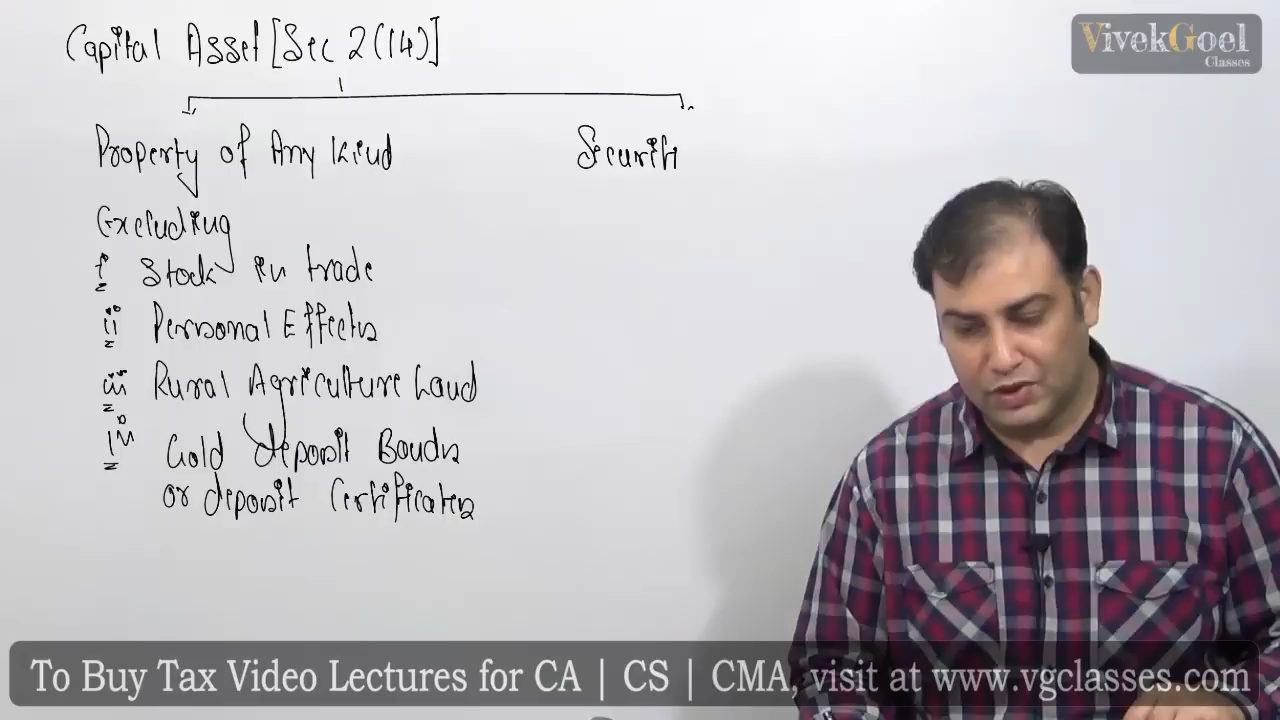 Capital Asset [Sec 2(14)]
Property of Any Kind
Securiti
Excluding
i Stock in trade
ii Personal Effects
iii Rural Agriculture Land
iv Gold deposit Bonds
or deposit Certificates
VivekGoel
Classes
To Buy Tax Video Lectures for CA | CS | CMA, visit at www.vgclasses.com